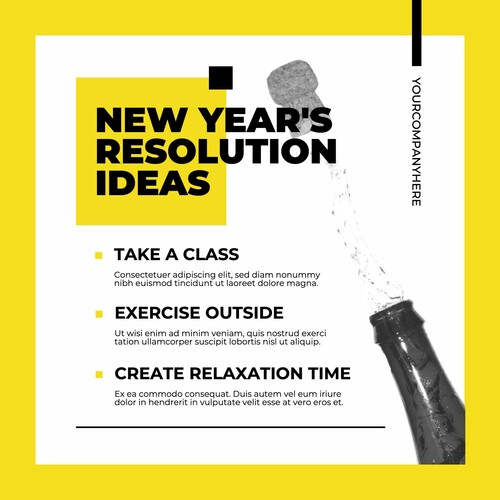 NEW YEAR'S
RESOLUTION
IDEAS
YOURCOMPANYHERE
TAKE A CLASS
Consectetuer adipiscing elit, sed diam nonummy
nibh euismod tincidunt ut laoreet dolore magna.
EXERCISE OUTSIDE
Ut wisi enim ad minim veniam, quis nostrud exerci
tation ullamcorper suscipit lobortis nisl ut aliquip.
CREATE RELAXATION TIME
Ex ea commodo consequat. Duis autem vel eum iriure
dolor in hendrerit in vulputate velit esse at vero eros et.